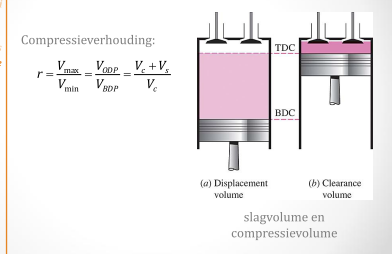 Compressieverhouding:
r = V_max / V_min = V_ODP / V_BDP = (V_c + V_s) / V_c
TDC
BDC
(a) Displacement
volume
(b) Clearance
volume
slagvolume en
compressievolume